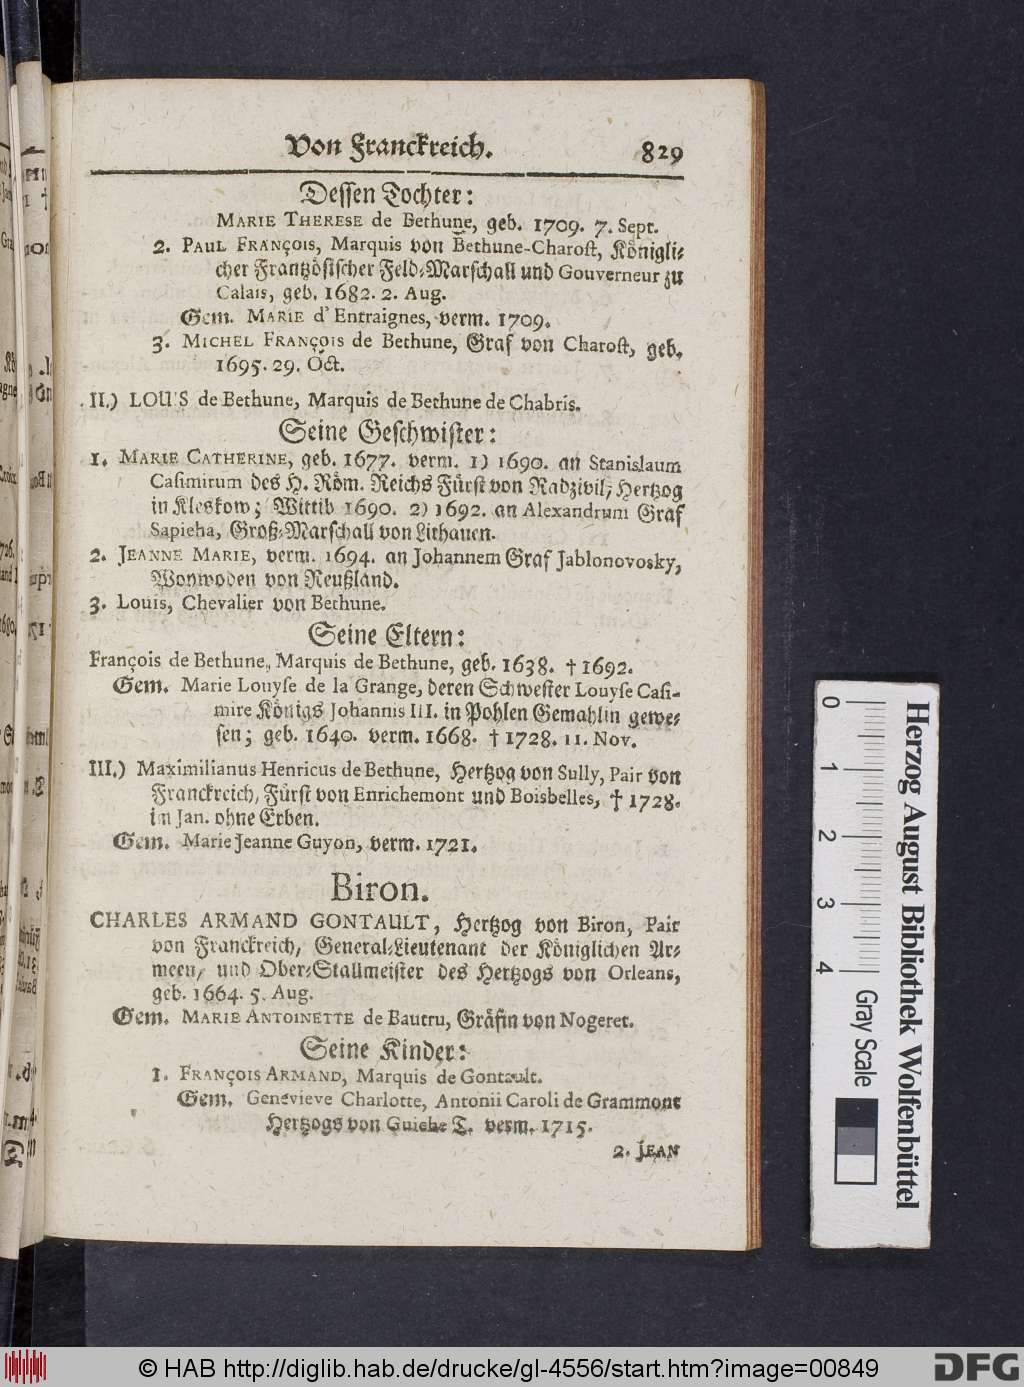 Von Franckreich. 829
Dessen Tochter:
MARIE THERESE de Bethune, geb. 1709. 7. Sept.
2. PAUL FRANÇOIS, Marquis von Bethune-Charost, Königli-
cher Frantzösischer Feld-Marschall und Gouverneur zu
Calais, geb. 1682. 2. Aug.
Gem. MARIE d'Entraignes, verm. 1709.
3. MICHEL FRANÇOIS de Bethune, Graf von Charost, geb.
1695. 29. Oct.
II.) LOUIS de Bethune, Marquis de Bethune de Chabris.
Seine Geschwister:
1. MARIE CATHERINE, geb. 1677. verm. 1) 1690. an Stanislaum
Casimirum des H. Röm. Reichs Fürst von Radzivil, Hertzog
in Kleskow; Wittib 1690. 2) 1692. an Alexandrum Graf
Sapieha, Groß-Marschall von Lithauen.
2. JEANNE MARIE, verm. 1694. an Johannem Graf Jablonovosky,
Woywoden von Reußland.
3. Louis, Chevalier von Bethune.
Seine Eltern:
François de Bethune, Marquis de Bethune, geb. 1638. † 1692.
Gem. Marie Louyse de la Grange, deren Schwester Louyse Casi-
mire Königs Johannis III. in Pohlen Gemahlin gewe-
sen; geb. 1640. verm. 1668. † 1728. 11. Nov.
III.) Maximilianus Henricus de Bethune, Hertzog von Sully, Pair von
Franckreich, Fürst von Enrichemont und Boisbelles, † 1728.
im Jan. ohne Erben.
Gem. Marie Jeanne Guyon, verm. 1721.
Biron.
CHARLES ARMAND GONTAULT, Hertzog von Biron, Pair
von Franckreich, General-Lieutenant der Königlichen Ar-
meen, und Ober-Stallmeister des Hertzogs von Orleans,
geb. 1664. 5. Aug.
Gem. MARIE ANTOINETTE de Bautru, Gräfin von Nogeret.
Seine Kinder:
1. FRANÇOIS ARMAND, Marquis de Gontault.
Gem. Genevieve Charlotte, Antonii Caroli de Grammont
Hertzogs von Guiche T. verm. 1715.
2. JEAN
0 1 2 3 4
Gray Scale
Herzog August Bibliothek Wolfenbüttel
© HAB http://diglib.hab.de/drucke/gl-4556/start.htm?image=00849
DFG